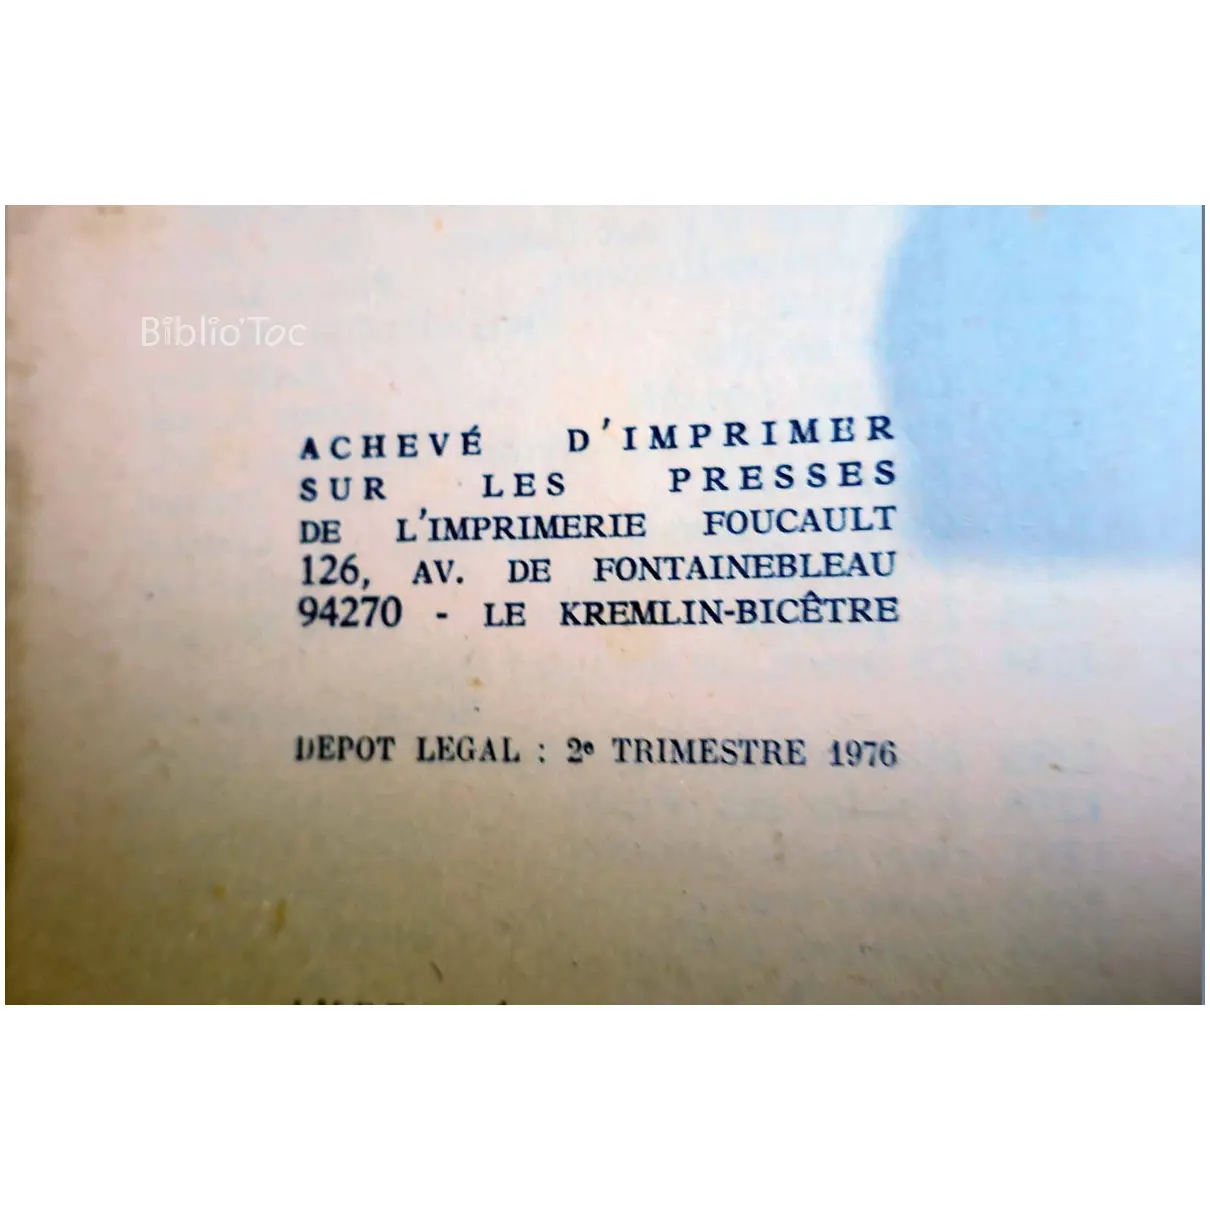 Biblio'Toc
ACHEVÉ D'IMPRIMER
SUR LES PRESSES
DE L'IMPRIMERIE FOUCAULT
126, AV. DE FONTAINEBLEAU
94270 - LE KREMLIN-BICÊTRE
DEPOT LEGAL : 2e TRIMESTRE 1976